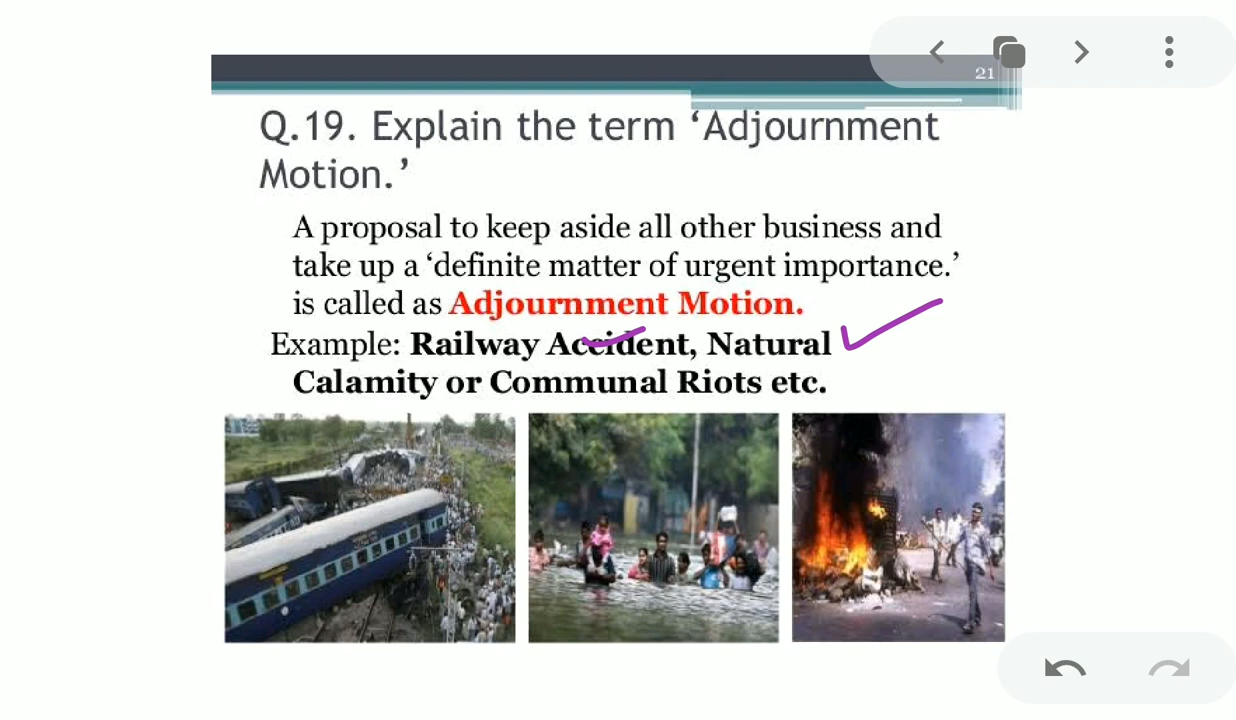 21
Q.19. Explain the term ‘Adjournment
Motion.’
A proposal to keep aside all other business and
take up a ‘definite matter of urgent importance.’
is called as Adjournment Motion.
Example: Railway Accident, Natural
Calamity or Communal Riots etc.